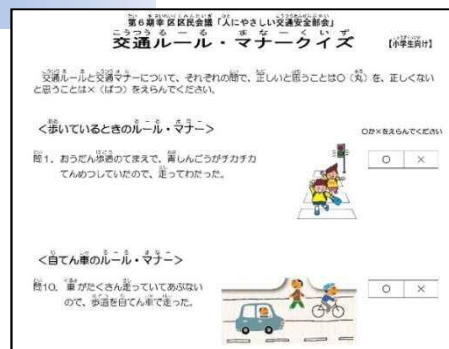 第6期幸区区民会議「人にやさしい交通安全部会」
交通ルール・マナークイズ
【小学生向け】
交通ルールと交通マナーについて、それぞれの問で、正しいと思うことは○（丸）を、正しくない
と思うことは×（ばつ）をえらんでください。
＜歩いているときのルール・マナー＞
○か×をえらんでください
問1．おうだん歩道のてまえで、青しんごうがチカチカ
てんめつしていたので、走ってわたった。
○ ×
＜自てん車のルール・マナー＞
問10．車がたくさん走っていてあぶない
ので、歩道を自てん車で走った。
○ ×